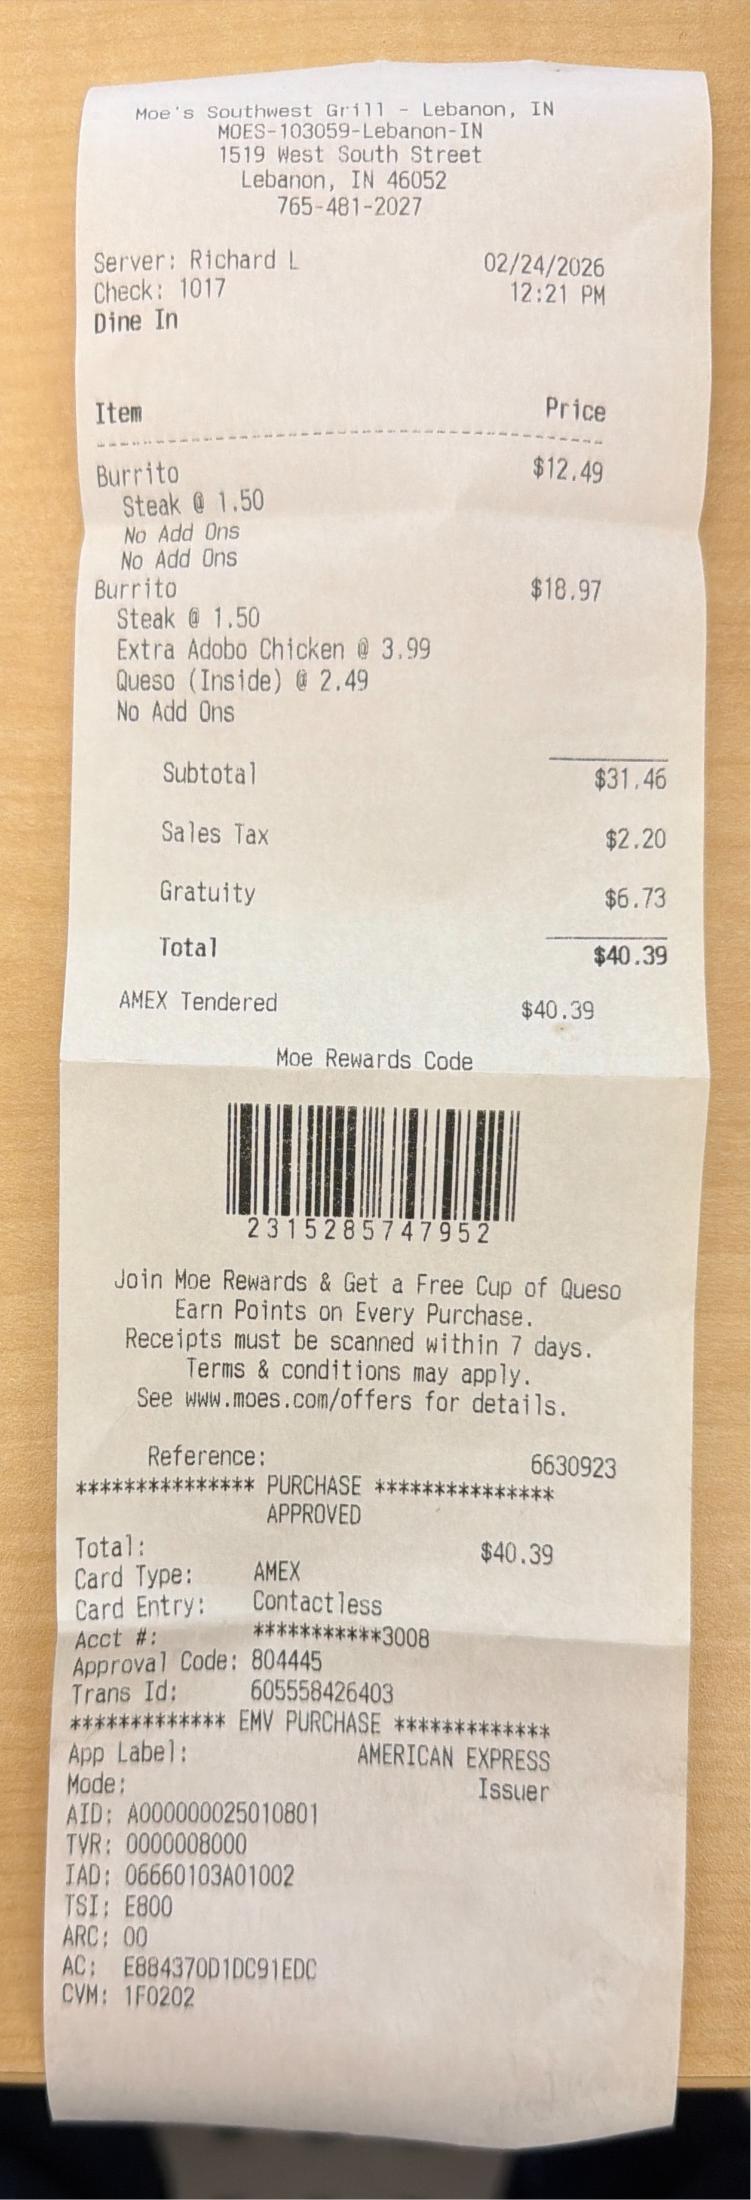 Moe's Southwest Grill - Lebanon, IN
MOES-103059-Lebanon-IN
1519 West South Street
Lebanon, IN 46052
765-481-2027
Server: Richard L 02/24/2026
Check: 1017 12:21 PM
Dine In
Item Price
Burrito $12.49
Steak @ 1.50
No Add Ons
No Add Ons
Burrito $18.97
Steak @ 1.50
Extra Adobo Chicken @ 3.99
Queso (Inside) @ 2.49
No Add Ons
Subtotal $31.46
Sales Tax $2.20
Gratuity $6.73
Total $40.39
AMEX Tendered $40.39
Moe Rewards Code
2315285747952
Join Moe Rewards & Get a Free Cup of Queso
Earn Points on Every Purchase.
Receipts must be scanned within 7 days.
Terms & conditions may apply.
See www.moes.com/offers for details.
Reference: 6630923
*************** PURCHASE ***************
APPROVED
Total: $40.39
Card Type: AMEX
Card Entry: Contactless
Acct #: ***********3008
Approval Code: 804445
Trans Id: 605558426403
************* EMV PURCHASE *************
App Label: AMERICAN EXPRESS
Mode: Issuer
AID: A000000025010801
TVR: 0000008000
IAD: 06660103A01002
TSI: E800
ARC: 00
AC: E884370D1DC91EDC
CVM: 1F0202